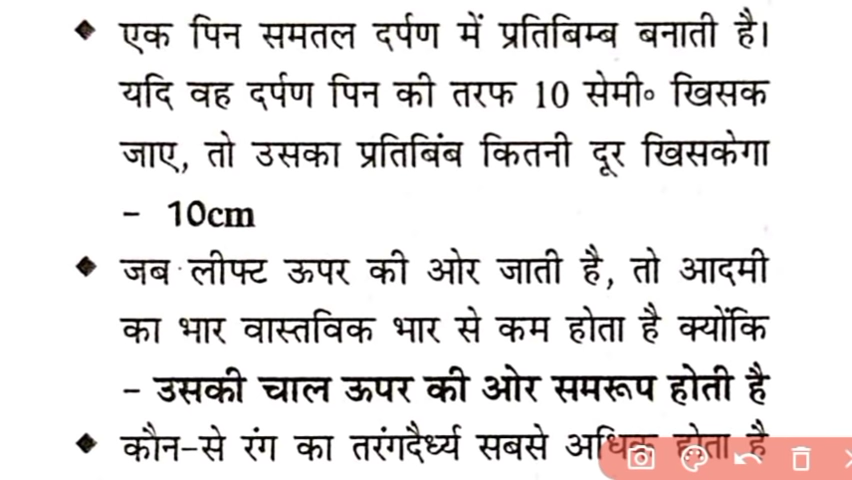 ◆ एक पिन समतल दर्पण में प्रतिबिम्ब बनाती है।
यदि वह दर्पण पिन की तरफ 10 सेमी॰ खिसक
जाए, तो उसका प्रतिबिंब कितनी दूर खिसकेगा
– 10cm
◆ जब लीफ्ट ऊपर की ओर जाती है, तो आदमी
का भार वास्तविक भार से कम होता है क्योंकि
– उसकी चाल ऊपर की ओर समरूप होती है
◆ कौन-से रंग का तरंगदैर्ध्य सबसे अधिक होता है